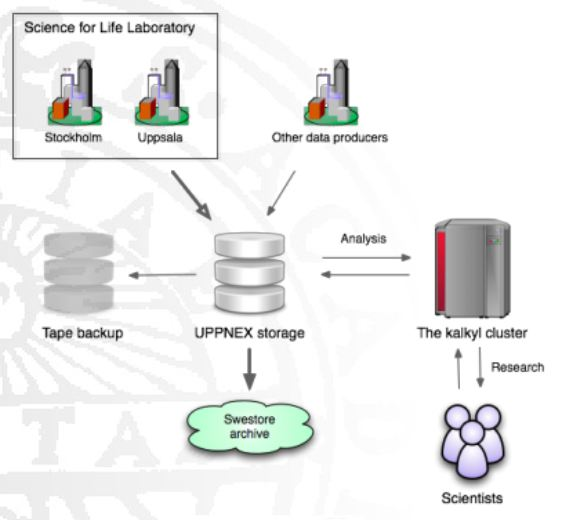 Science for Life Laboratory
Stockholm
Uppsala
Other data producers
Analysis
Tape backup
UPPNEX storage
The kalkyl cluster
Research
Swestore
archive
Scientists